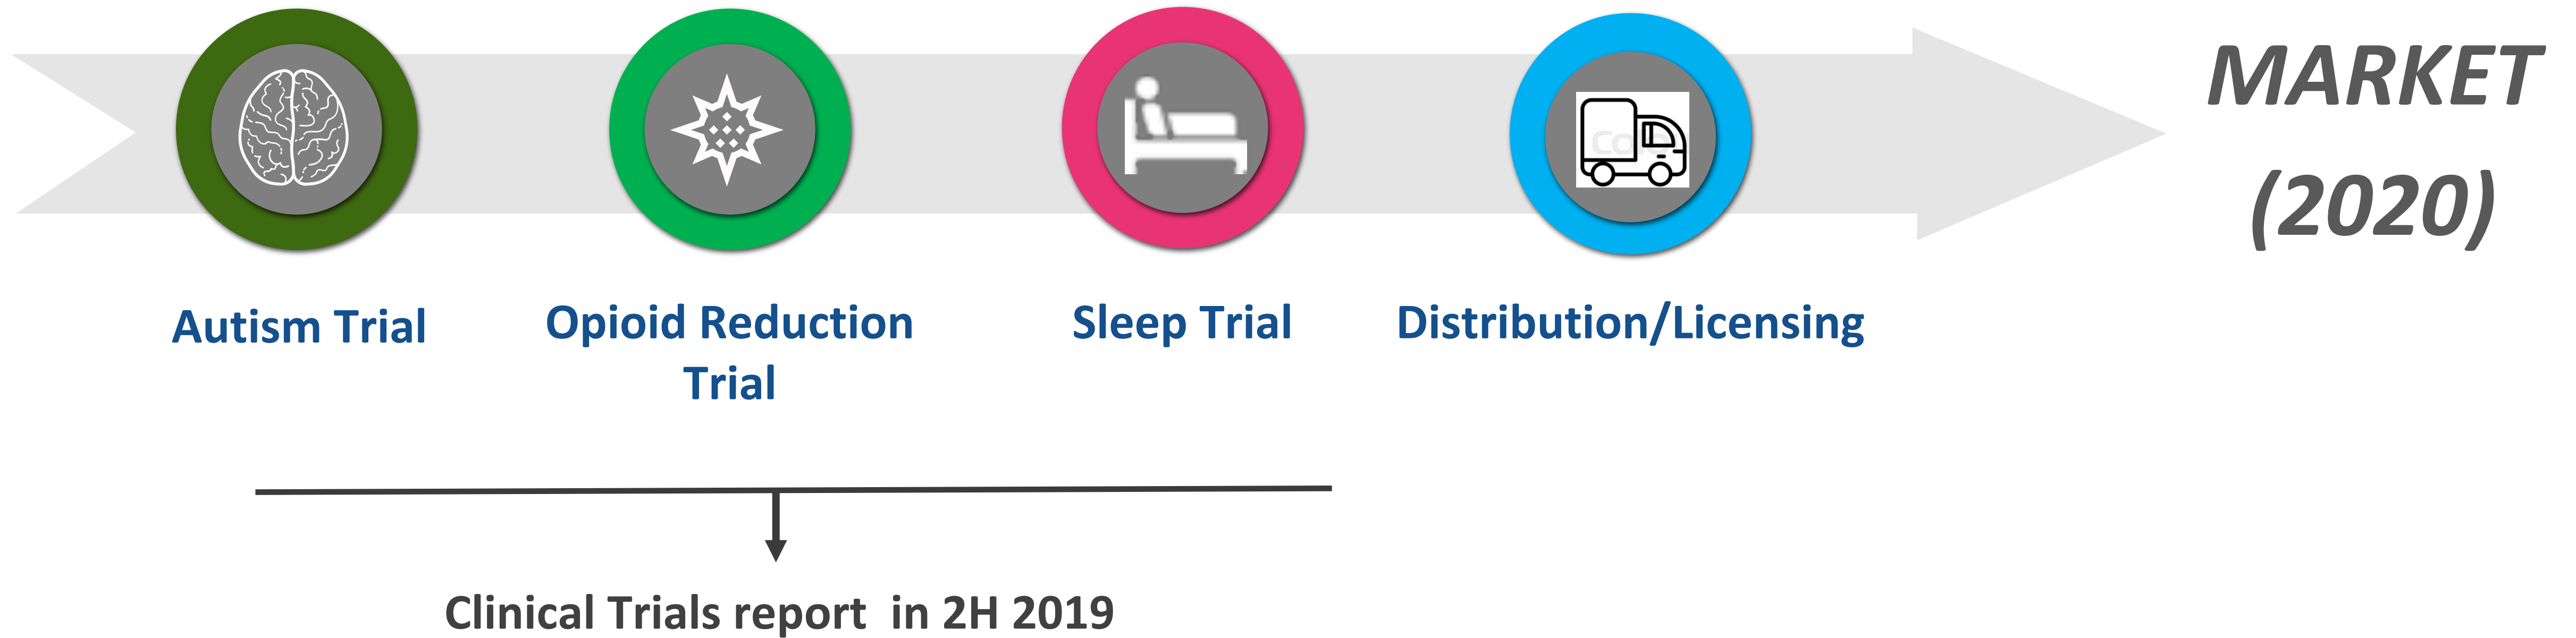 MARKET
(2020)
Autism Trial
Opioid Reduction
Trial
Sleep Trial
Distribution/Licensing
Clinical Trials report  in 2H 2019